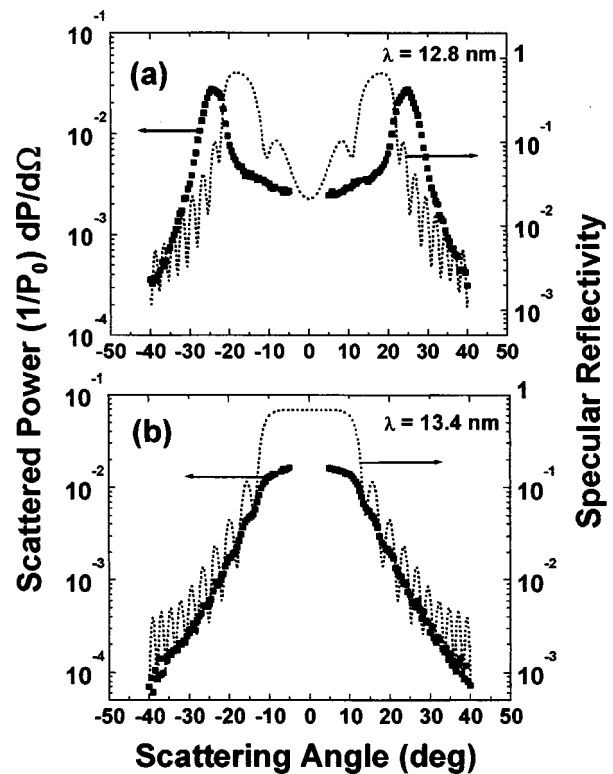 10⁻¹
10⁻²
10⁻³
10⁻⁴
(a)
λ = 12.8 nm
1
10⁻¹
10⁻²
10⁻³
-50 -40 -30 -20 -10 0 10 20 30 40 50
10⁻¹
10⁻²
10⁻³
10⁻⁴
(b)
λ = 13.4 nm
1
10⁻¹
10⁻²
10⁻³
-50 -40 -30 -20 -10 0 10 20 30 40 50
Scattered Power (1/P₀) dP/dΩ
Specular Reflectivity
Scattering Angle (deg)